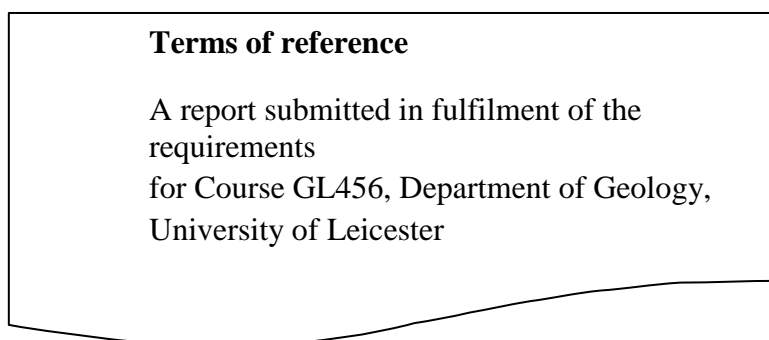 Terms of reference
A report submitted in fulfilment of the
requirements
for Course GL456, Department of Geology,
University of Leicester